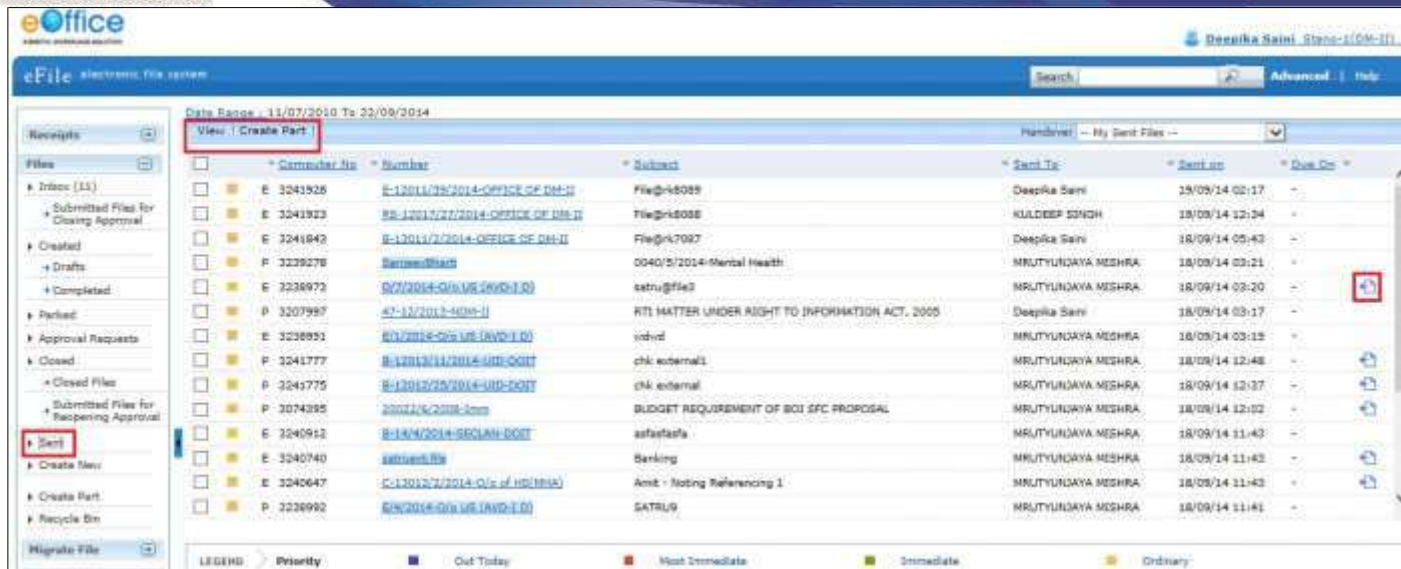 eOffice
Deepika Saini Steno-1(DM-II)
eFile electronic file system
Search Advanced | Help
Date Range : 11/07/2010 To 22/09/2014
View | Create Part |
Handover -- My Sent Files --
Receipts
Files
Inbox (11)
Submitted Files for
Closing Approval
Created
Drafts
Completed
Parked
Approval Requests
Closed
Closed Files
Submitted Files for
Reopening Approval
Sent
Create New
Create Part
Recycle Bin
Migrate File
Computer No Number Subject Sent To Sent on Due On
E 3241928 E-12011/39/2014-OFFICE OF DM-II File@rk8089 Deepika Saini 19/09/14 02:17 -
E 3241923 RS-12017/27/2014-OFFICE OF DM-II File@rk8088 KULDEEP SINGH 19/09/14 12:34 -
E 3241843 B-12011/2/2014-OFFICE OF DM-II File@rk7087 Deepika Saini 18/09/14 05:43 -
P 3239278 SanjeevBharti 0040/5/2014-Mental Health MRUTYUNJAYA MISHRA 18/09/14 03:21 -
E 3238973 D/7/2014-O/o US (AVD-I D) satru@file3 MRUTYUNJAYA MISHRA 18/09/14 03:20 -
P 3207997 47-12/2013-NDM-II RTI MATTER UNDER RIGHT TO INFORMATION ACT, 2005 Deepika Saini 18/09/14 03:17 -
E 3238951 E/1/2014-O/o US (AVD-I D) vdvd MRUTYUNJAYA MISHRA 18/09/14 03:15 -
P 3241777 B-12013/11/2014-UID-DOIT chk external1 MRUTYUNJAYA MISHRA 18/09/14 12:48 -
P 3241775 B-12012/25/2014-UID-DOIT chk external MRUTYUNJAYA MISHRA 18/09/14 12:37 -
P 3074395 20022/6/2008-Imm BUDGET REQUIREMENT OF BOI SFC PROPOSAL MRUTYUNJAYA MISHRA 18/09/14 12:02 -
E 3240912 B-14/4/2014-SECLAN-DOIT asfasfasfa MRUTYUNJAYA MISHRA 18/09/14 11:43 -
E 3240740 Banking MRUTYUNJAYA MISHRA 18/09/14 11:43 -
E 3240647 C-13012/2/2014-O/o of HS(MHA) Amit - Noting Referencing 1 MRUTYUNJAYA MISHRA 18/09/14 11:43 -
P 3238992 E/4/2014-O/o US (AVD-I D) SATRU9 MRUTYUNJAYA MISHRA 18/09/14 11:41 -
LEGEND Priority Out Today Most Immediate Immediate Ordinary